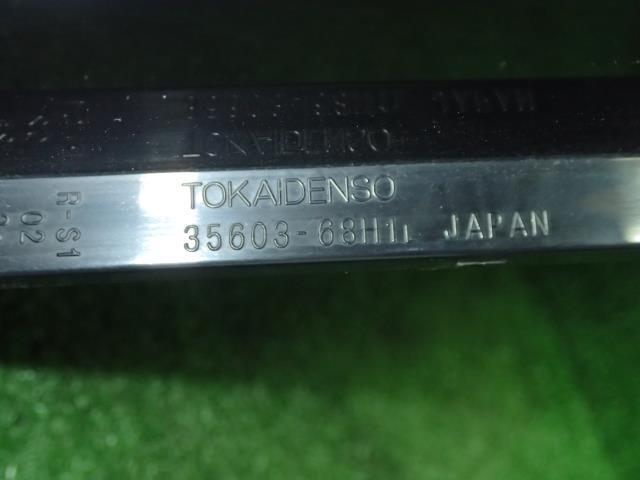 TOKAIDENSO
35603-68H1
JAPAN
R-S1
02